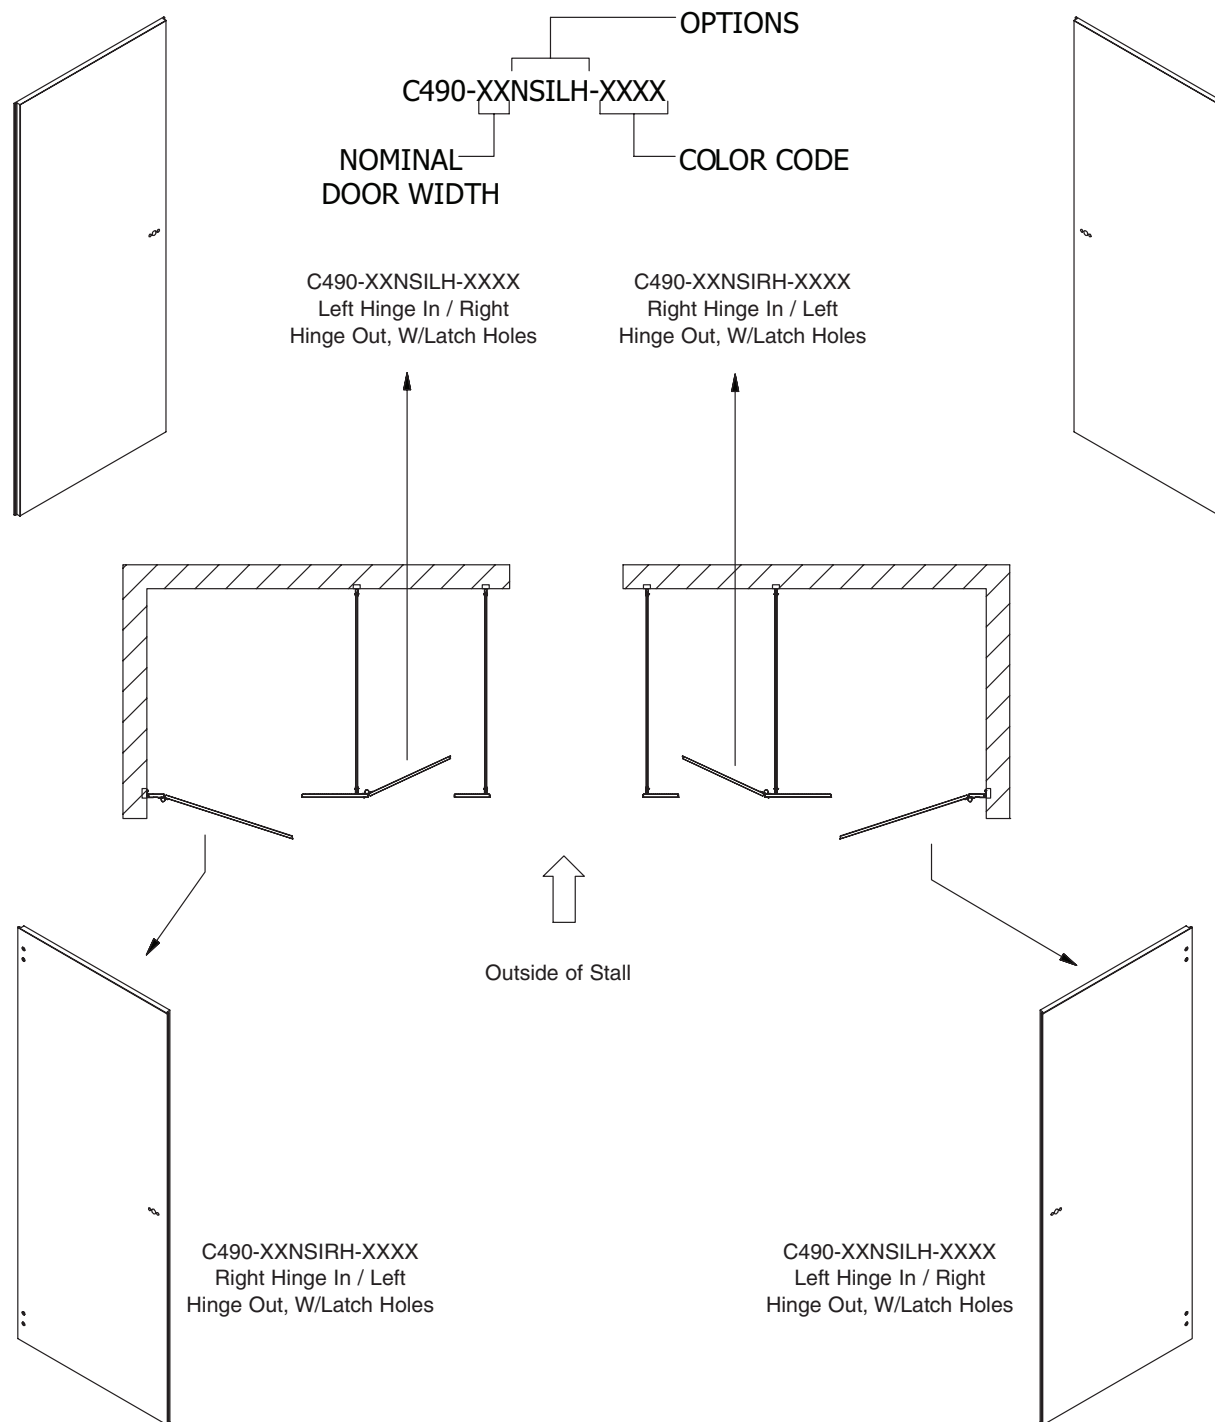 OPTIONS
C490-XXNSILH-XXXX
NOMINAL
DOOR WIDTH
COLOR CODE
C490-XXNSILH-XXXX
Left Hinge In / Right
Hinge Out, W/Latch Holes
C490-XXNSIRH-XXXX
Right Hinge In / Left
Hinge Out, W/Latch Holes
Outside of Stall
C490-XXNSIRH-XXXX
Right Hinge In / Left
Hinge Out, W/Latch Holes
C490-XXNSILH-XXXX
Left Hinge In / Right
Hinge Out, W/Latch Holes